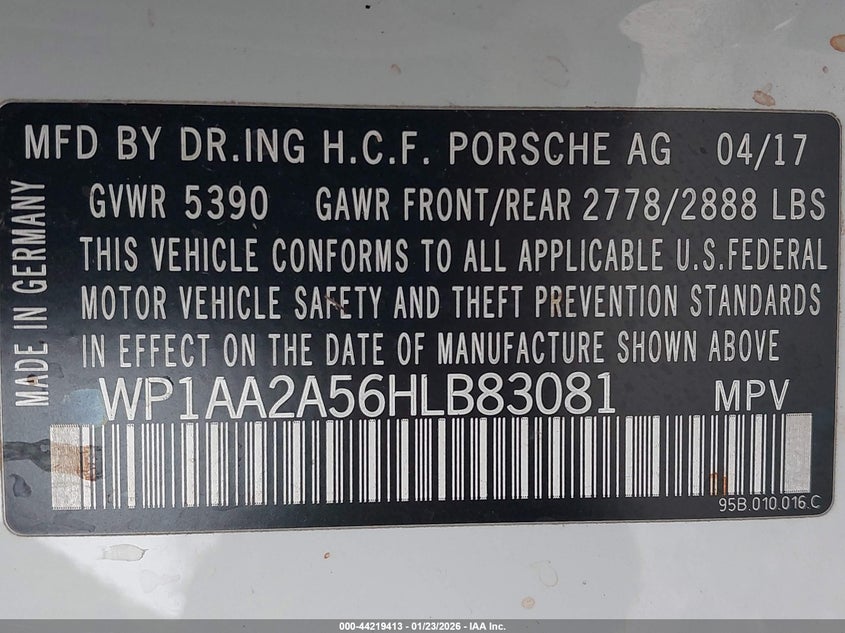 MFD BY DR.ING H.C.F. PORSCHE AG 04/17
GVWR 5390 GAWR FRONT/REAR 2778/2888 LBS
THIS VEHICLE CONFORMS TO ALL APPLICABLE U.S.FEDERAL
MOTOR VEHICLE SAFETY AND THEFT PREVENTION STANDARDS
IN EFFECT ON THE DATE OF MANUFACTURE SHOWN ABOVE
MADE IN GERMANY
WP1AA2A56HLB83081 MPV
95B.010.016.C
000-44219413 - 01/23/2026 - IAA Inc.